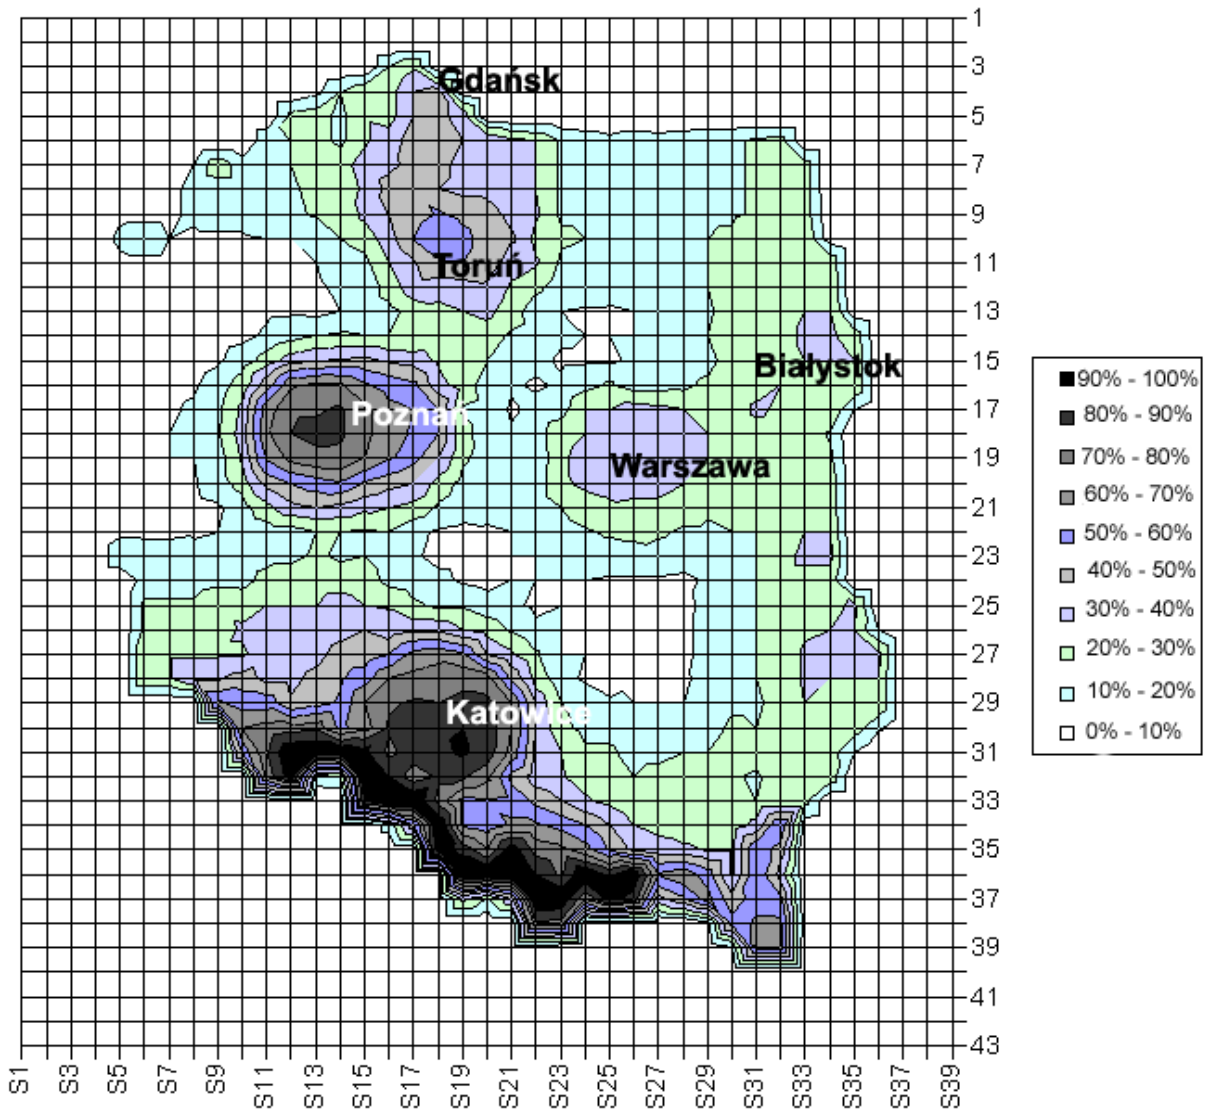 1
3
Gdańsk
5
7
9
Toruń
11
13
Białystok
15
Poznań
17
Warszawa
19
21
23
25
27
Katowice
29
31
33
35
37
39
41
43
S1 S3 S5 S7 S9 S11 S13 S15 S17 S19 S21 S23 S25 S27 S29 S31 S33 S35 S37 S39
90% - 100%
80% - 90%
70% - 80%
60% - 70%
50% - 60%
40% - 50%
30% - 40%
20% - 30%
10% - 20%
0% - 10%